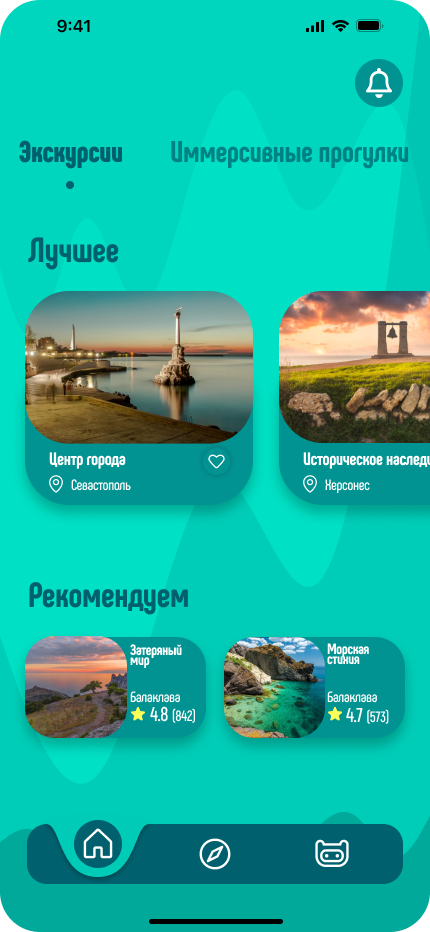 9:41
Экскурсии
Иммерсивные прогулки
Лучшее
Центр города
Севастополь
Историческое наследи
Херсонес
Рекомендуем
Затеряный
мир
Балаклава
4.8 (842)
Морская
стихия
Балаклава
4.7 (573)